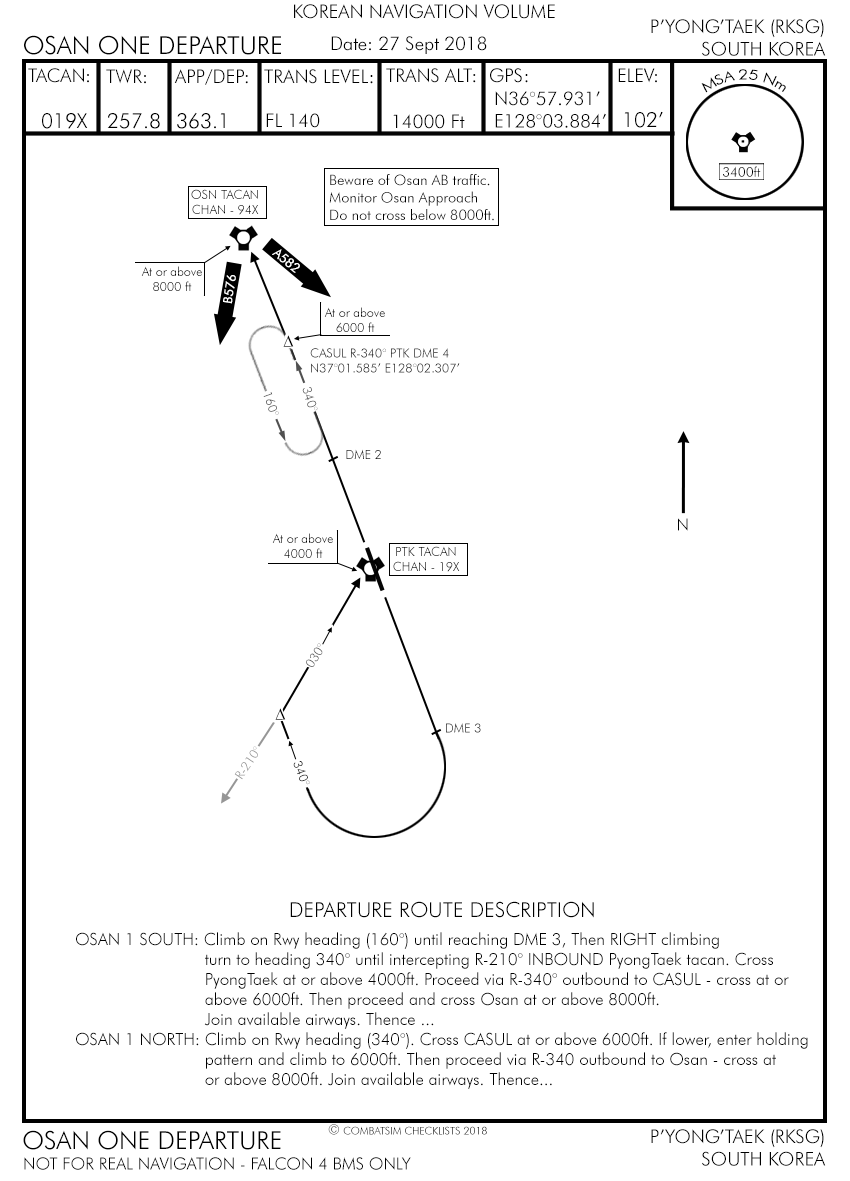 KOREAN NAVIGATION VOLUME
OSAN ONE DEPARTURE
Date: 27 Sept 2018
P'YONG'TAEK (RKSG)
SOUTH KOREA
TACAN:
019X
TWR:
257.8
APP/DEP:
363.1
TRANS LEVEL:
FL 140
TRANS ALT:
14000 Ft
GPS:
N36°57.931'
E128°03.884'
ELEV:
102'
MSA 25 Nm
3400ft
OSN TACAN
CHAN - 94X
Beware of Osan AB traffic.
Monitor Osan Approach
Do not cross below 8000ft.
At or above
8000 ft
B576
A582
At or above
6000 ft
CASUL R-340° PTK DME 4
N37°01.585' E128°02.307'
160°
340°
DME 2
N
At or above
4000 ft
PTK TACAN
CHAN - 19X
030°
DME 3
R-210°
340°
DEPARTURE ROUTE DESCRIPTION
OSAN 1 SOUTH: Climb on Rwy heading (160°) until reaching DME 3, Then RIGHT climbing
turn to heading 340° until intercepting R-210° INBOUND PyongTaek tacan. Cross
PyongTaek at or above 4000ft. Proceed via R-340° outbound to CASUL - cross at or
above 6000ft. Then proceed and cross Osan at or above 8000ft.
Join available airways. Thence ...
OSAN 1 NORTH: Climb on Rwy heading (340°). Cross CASUL at or above 6000ft. If lower, enter holding
pattern and climb to 6000ft. Then proceed via R-340 outbound to Osan - cross at
or above 8000ft. Join available airways. Thence...
OSAN ONE DEPARTURE
NOT FOR REAL NAVIGATION - FALCON 4 BMS ONLY
© COMBATSIM CHECKLISTS 2018
P'YONG'TAEK (RKSG)
SOUTH KOREA